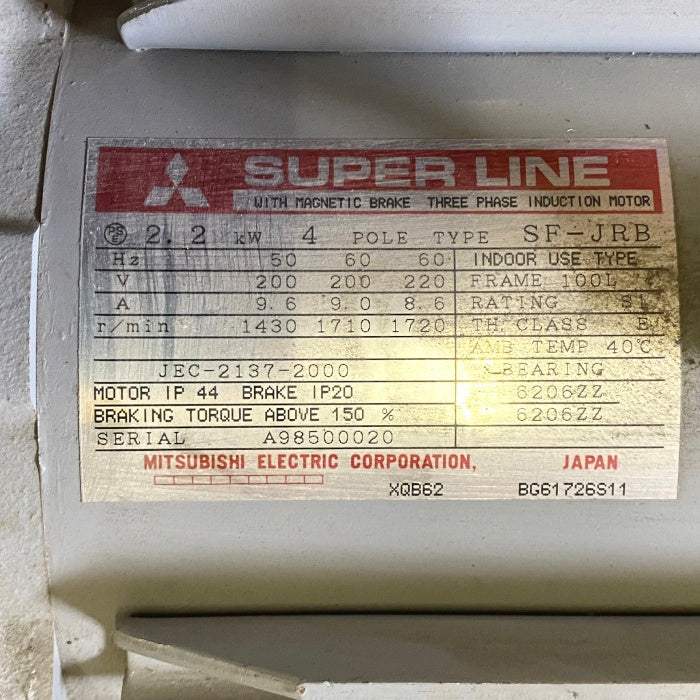 SUPER LINE
WITH MAGNETIC BRAKE THREE PHASE INDUCTION MOTOR
PSE 2.2 kW 4 POLE TYPE SF-JRB
Hz 50 60 60 INDOOR USE TYPE
V 200 200 220 FRAME 100L
A 9.6 9.0 8.6 RATING S1
r/min 1430 1710 1720 TH CLASS E
AMB TEMP 40C
JEC-2137-2000 BEARING
MOTOR IP 44 BRAKE IP20 6206ZZ
BRAKING TORQUE ABOVE 150 % 6206ZZ
SERIAL A98500020
MITSUBISHI ELECTRIC CORPORATION, JAPAN
XQB62 BG61726S11